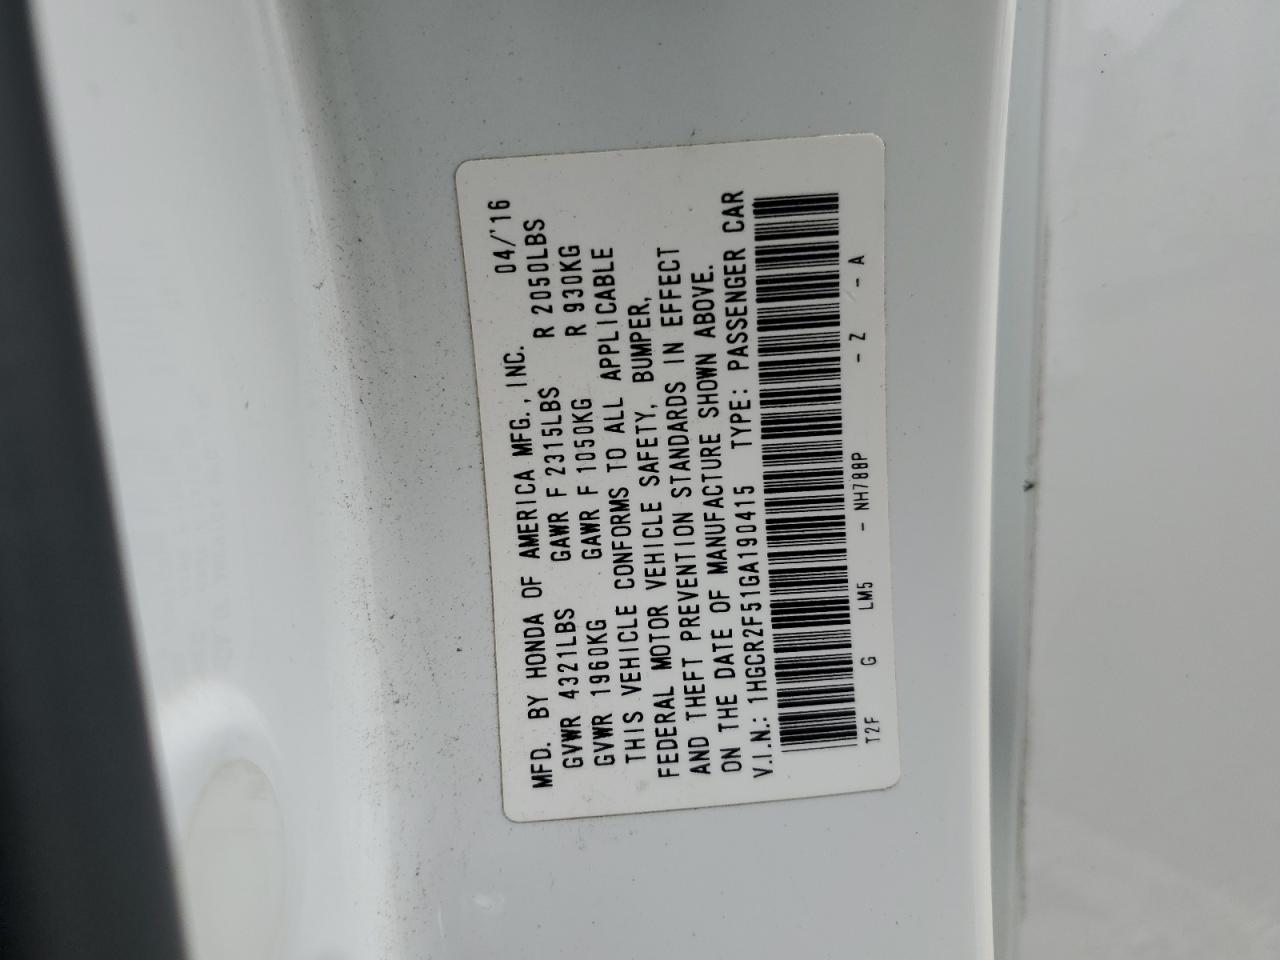 MFD. BY HONDA OF AMERICA MFG., INC. 04/'16
GVWR 4321LBS GAWR F 2315LBS R 2050LBS
GVWR 1960KG GAWR F 1050KG R 930KG
THIS VEHICLE CONFORMS TO ALL APPLICABLE
FEDERAL MOTOR VEHICLE SAFETY, BUMPER,
AND THEFT PREVENTION STANDARDS IN EFFECT
ON THE DATE OF MANUFACTURE SHOWN ABOVE.
V.I.N.: 1HGCR2F51GA190415 TYPE: PASSENGER CAR
T2F G LM5 - NH788P - Z - A